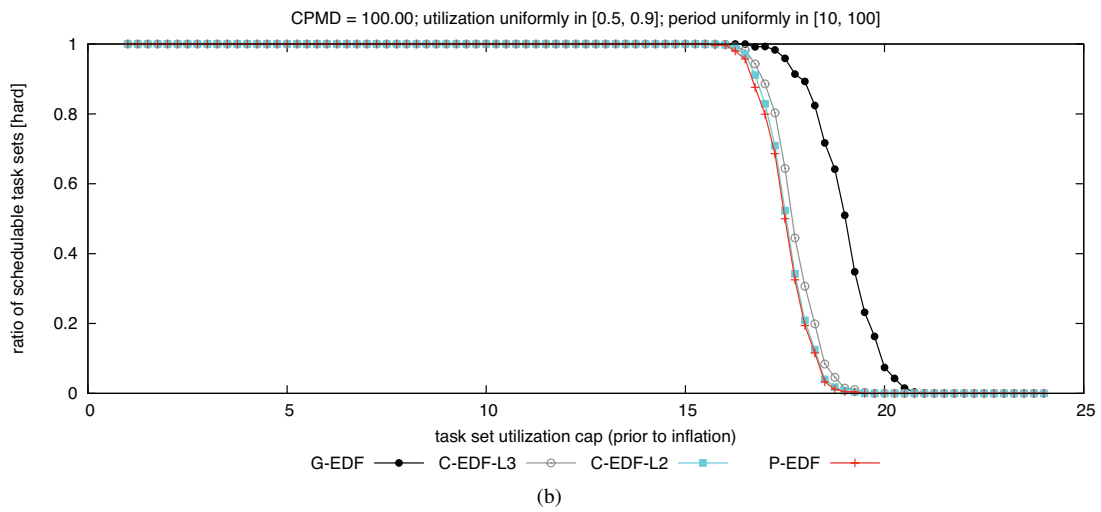 CPMD = 100.00; utilization uniformly in [0.5, 0.9]; period uniformly in [10, 100]
1
0.8
0.6
0.4
0.2
0
ratio of schedulable task sets [hard]
0 5 10 15 20 25
task set utilization cap (prior to inflation)
G-EDF C-EDF-L3 C-EDF-L2 P-EDF
(b)